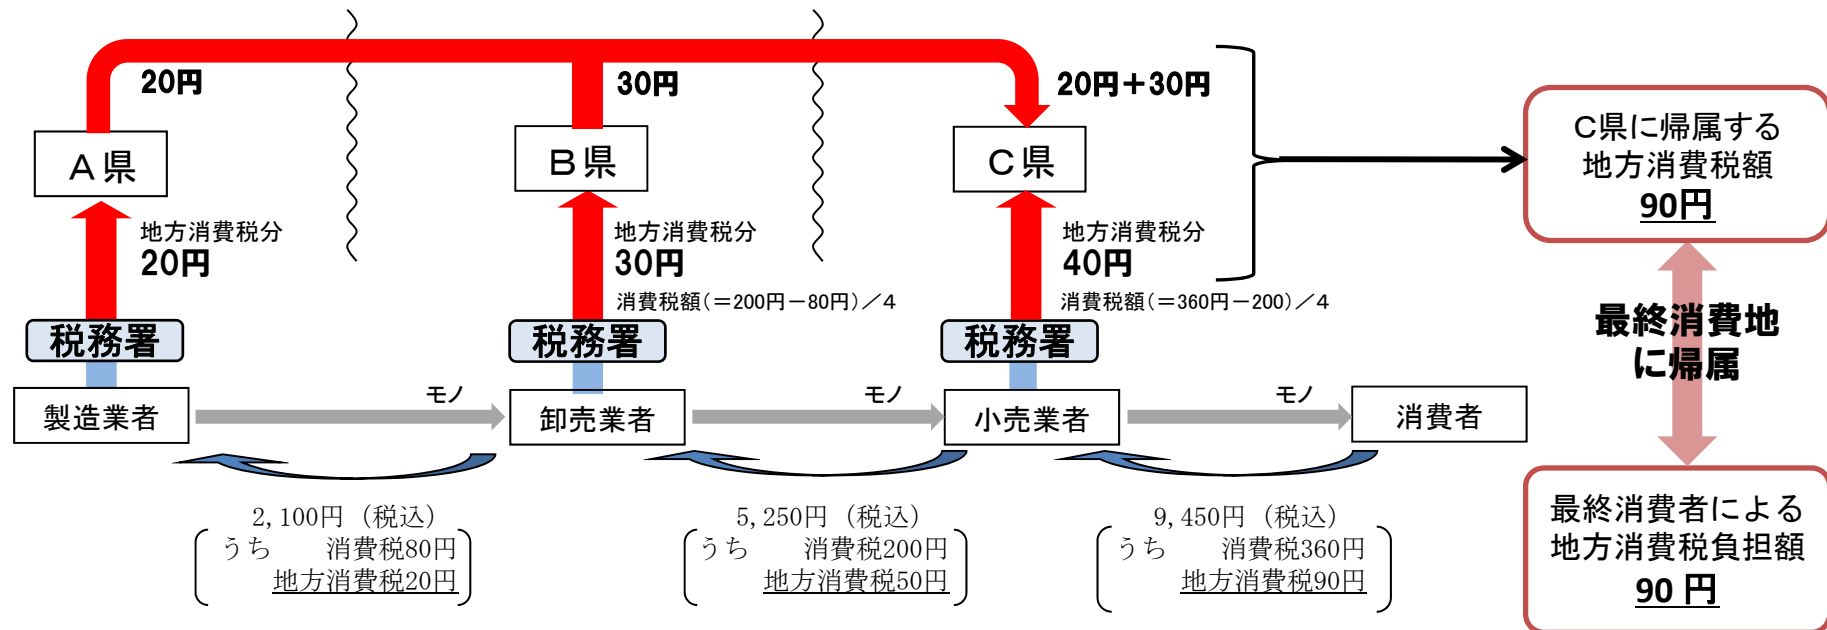 20円
30円
20円＋30円
A県
B県
C県
C県に帰属する
地方消費税額
90円
地方消費税分
20円
地方消費税分
30円
消費税額（＝200円－80円）／4
地方消費税分
40円
消費税額（＝360円－200）／4
税務署
税務署
税務署
最終消費地
に帰属
製造業者
モノ
卸売業者
モノ
小売業者
モノ
消費者
2,100円（税込）
うち　消費税80円
地方消費税20円
5,250円（税込）
うち　消費税200円
地方消費税50円
9,450円（税込）
うち　消費税360円
地方消費税90円
最終消費者による
地方消費税負担額
90 円